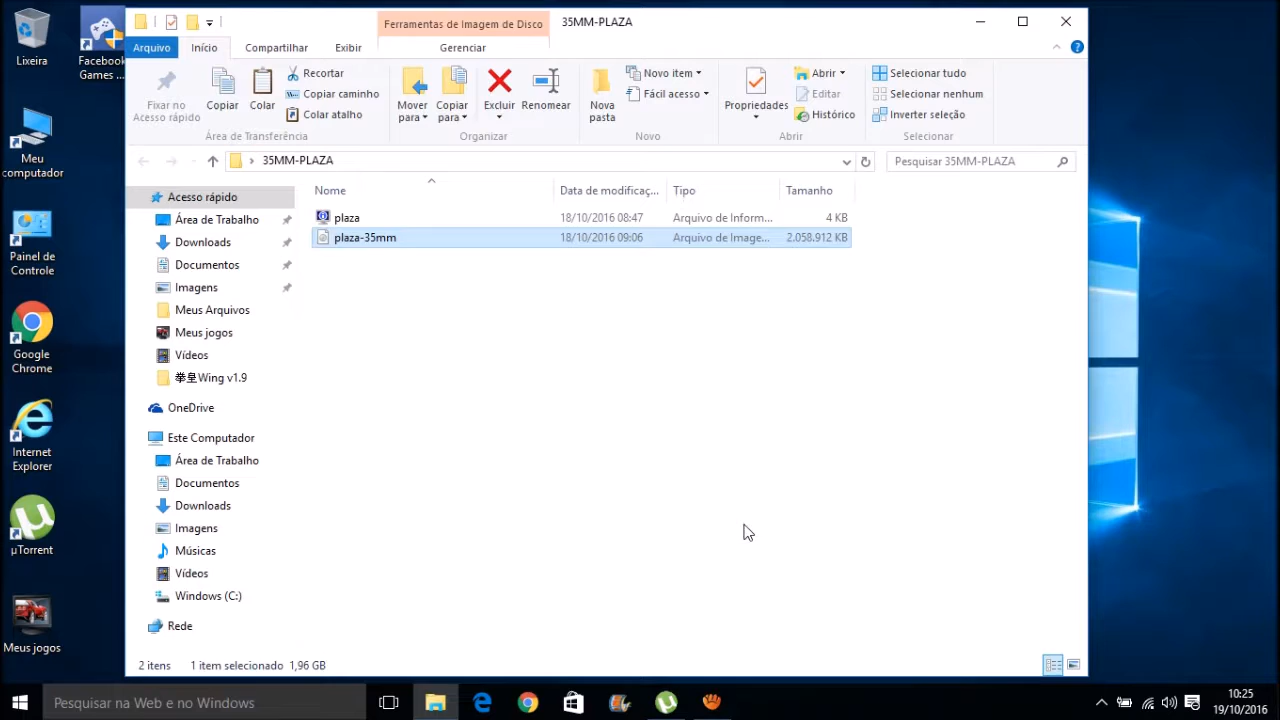 Lixeira
Facebook
Games ...
Meu
computador
Painel de
Controle
Google
Chrome
Internet
Explorer
µTorrent
Meus jogos
Ferramentas de Imagem de Disco
35MM-PLAZA
Arquivo
Início
Compartilhar
Exibir
Gerenciar
Fixar no
Acesso rápido
Copiar
Colar
Recortar
Copiar caminho
Colar atalho
Área de Transferência
Mover
para
Copiar
para
Excluir
Renomear
Organizar
Nova
pasta
Novo item
Fácil acesso
Novo
Propriedades
Abrir
Editar
Histórico
Abrir
Selecionar tudo
Selecionar nenhum
Inverter seleção
Selecionar
35MM-PLAZA
Pesquisar 35MM-PLAZA
Nome
Data de modificaç...
Tipo
Tamanho
plaza
18/10/2016 08:47
Arquivo de Inform...
4 KB
plaza-35mm
18/10/2016 09:06
Arquivo de Image...
2.058.912 KB
Acesso rápido
Área de Trabalho
Downloads
Documentos
Imagens
Meus Arquivos
Meus jogos
Vídeos
拳皇Wing v1.9
OneDrive
Este Computador
Área de Trabalho
Documentos
Downloads
Imagens
Músicas
Vídeos
Windows (C:)
Rede
2 itens
1 item selecionado 1,96 GB
Pesquisar na Web e no Windows
10:25
19/10/2016